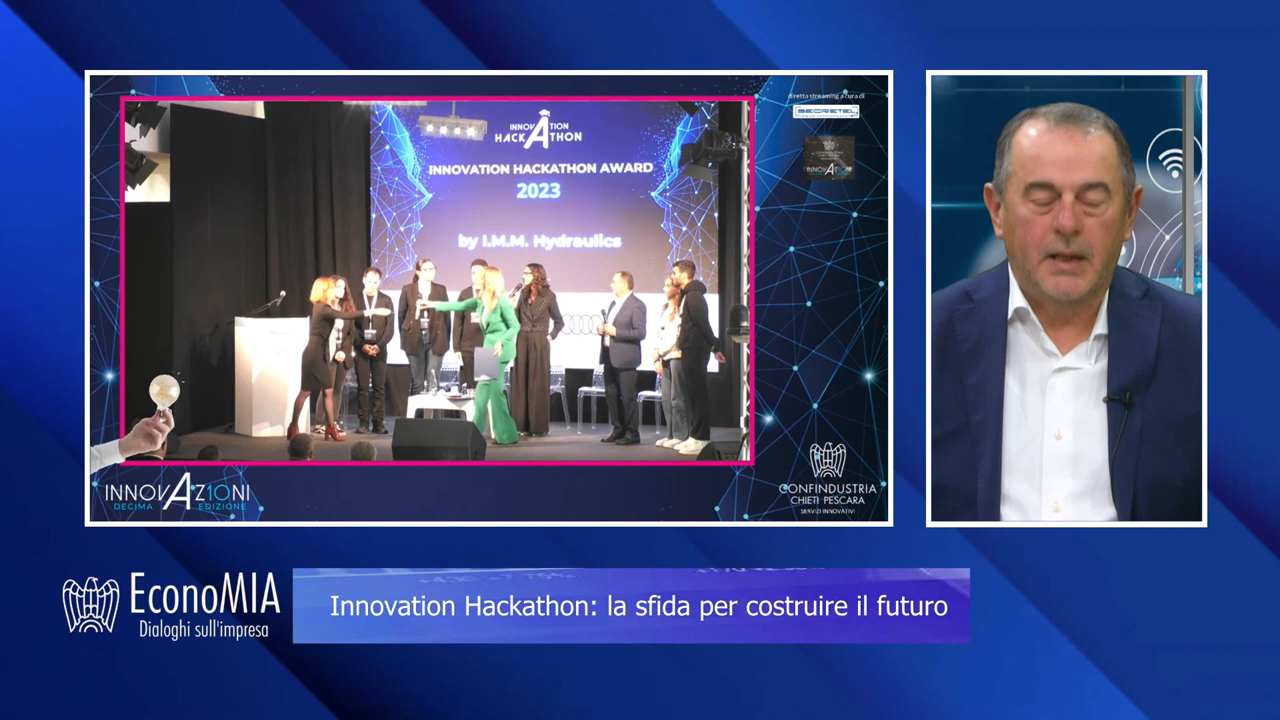 diretta streaming a cura di
SECRETEL
INNOVATION
HACKATHON
INNOVATION HACKATHON AWARD
2023
by I.M.M. Hydraulics
INNOVAZ10NI
DECIMA EDIZIONE
CONFINDUSTRIA
CHIETI PESCARA
SERVIZI INNOVATIVI
EconoMIA
Dialoghi sull'impresa
Innovation Hackathon: la sfida per costruire il futuro